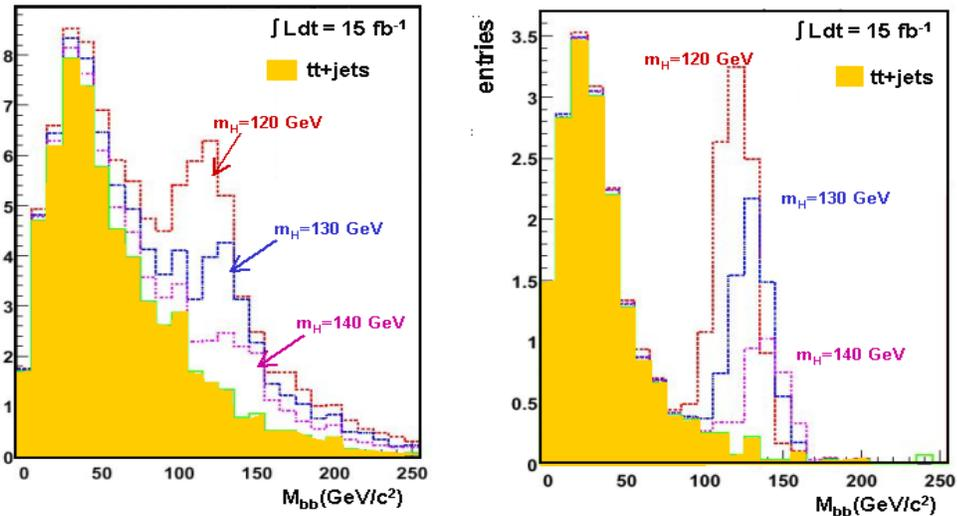 ∫ Ldt = 15 fb-1
tt+jets
mH=120 GeV
mH=130 GeV
mH=140 GeV
8
7
6
5
4
3
2
1
0
0 50 100 150 200 250
Mbb(GeV/c2)
entries
∫ Ldt = 15 fb-1
mH=120 GeV
tt+jets
mH=130 GeV
mH=140 GeV
3.5
3
2.5
2
1.5
1
0.5
0
0 50 100 150 200 250
Mbb(GeV/c2)